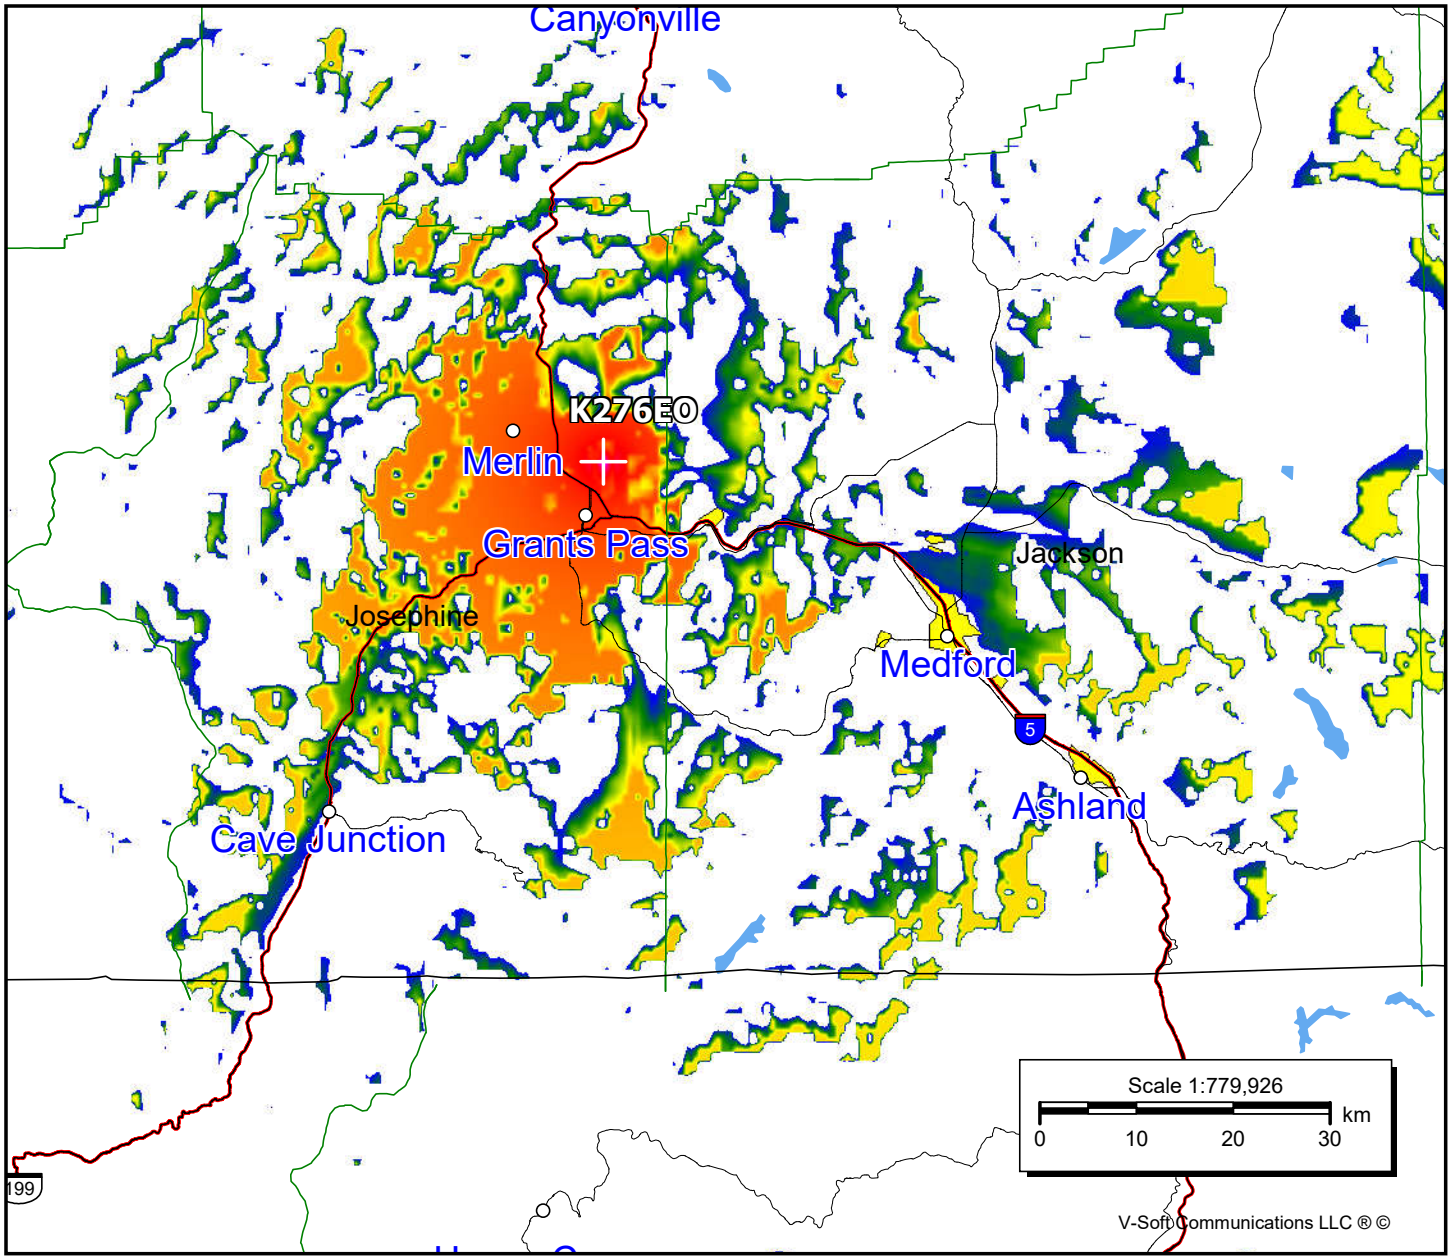 Canyonville
K276EO
Merlin
Grants Pass
Jackson
Josephine
Medford
5
Ashland
Cave Junction
Scale 1:779,926
km
0 10 20 30
199
V-Soft Communications LLC ® ©